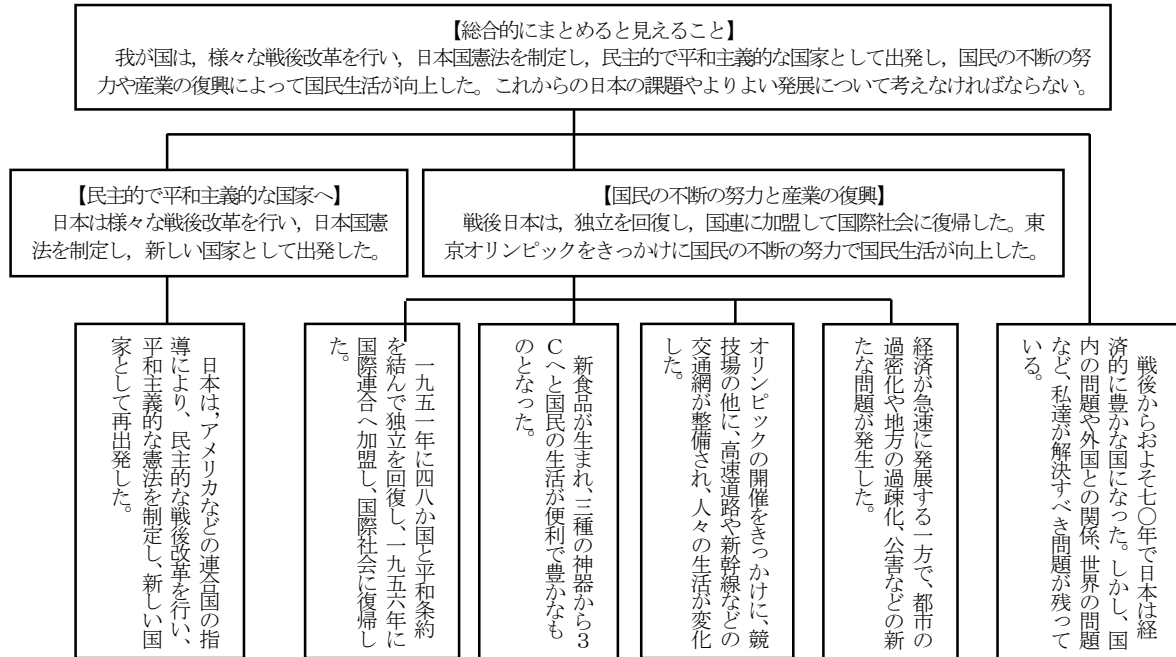 【総合的にまとめると見えること】
我が国は，様々な戦後改革を行い，日本国憲法を制定し，民主的で平和主義的な国家として出発し，国民の不断の努
力や産業の復興によって国民生活が向上した。これからの日本の課題やよりよい発展について考えなければならない。
【民主的で平和主義的な国家へ】
日本は様々な戦後改革を行い，日本国憲
法を制定し，新しい国家として出発した。
【国民の不断の努力と産業の復興】
戦後日本は，独立を回復し，国連に加盟して国際社会に復帰した。東
京オリンピックをきっかけに国民の不断の努力で国民生活が向上した。
日本は，アメリカなどの連合国の指
導により、民主的な戦後改革を行い、
平和主義的な憲法を制定し、新しい国
家として再出発した。
一九五一年に四八か国と平和条約
を結んで独立を回復し、一九五六年に
国際連合へ加盟し、国際社会に復帰し
た。
新食品が生まれ、三種の神器から３
Ｃへと国民の生活が便利で豊かなも
のとなった。
オリンピックの開催をきっかけに、競
技場の他に、高速道路や新幹線などの
交通網が整備され、人々の生活が変化
した。
経済が急速に発展する一方で、都市の
過密化や地方の過疎化、公害などの新
たな問題が発生した。
戦後からおよそ七〇年で日本は経
済的に豊かな国になった。しかし、国
内の問題や外国との関係、世界の問題
など、私達が解決すべき問題が残って
いる。